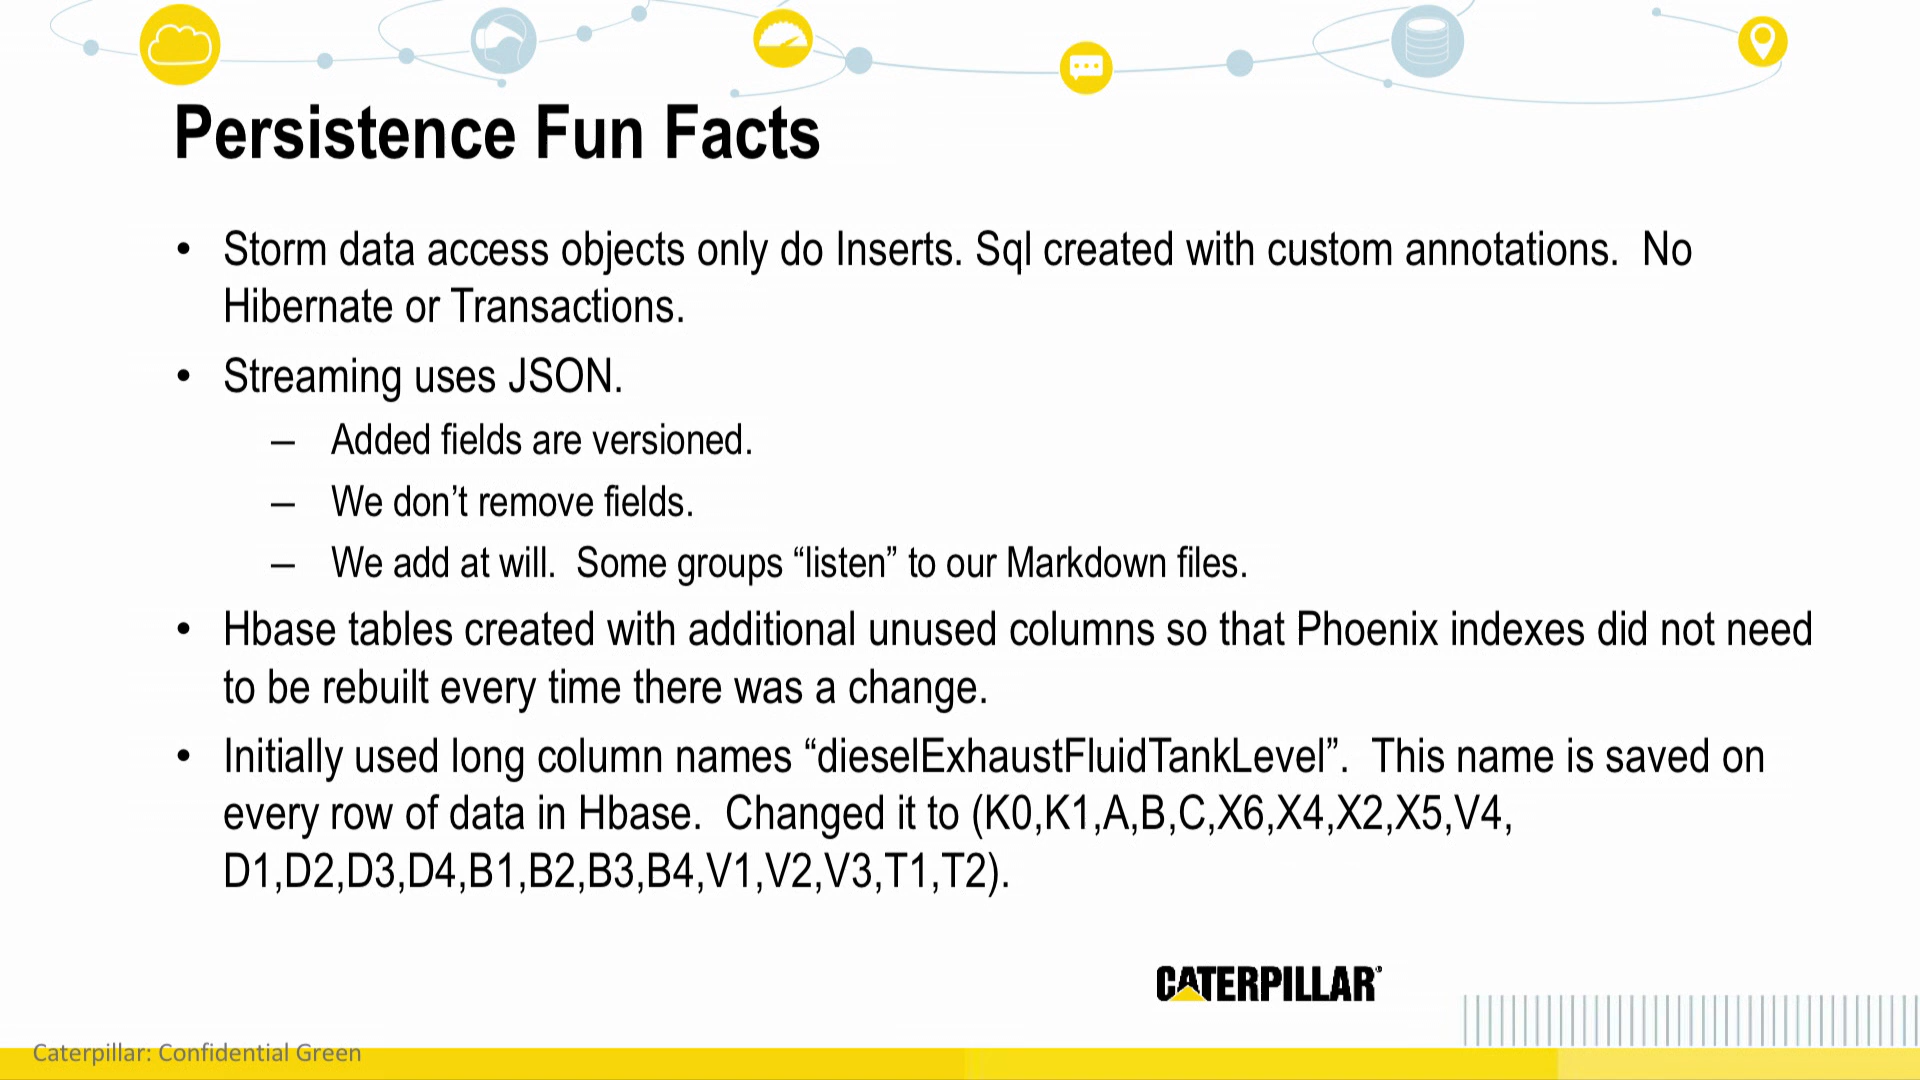 Persistence Fun Facts
• Storm data access objects only do Inserts. Sql created with custom annotations.  No
Hibernate or Transactions.
• Streaming uses JSON.
– Added fields are versioned.
– We don’t remove fields.
– We add at will.  Some groups “listen” to our Markdown files.
• Hbase tables created with additional unused columns so that Phoenix indexes did not need
to be rebuilt every time there was a change.
• Initially used long column names “dieselExhaustFluidTankLevel”.  This name is saved on
every row of data in Hbase.  Changed it to (K0,K1,A,B,C,X6,X4,X2,X5,V4,
D1,D2,D3,D4,B1,B2,B3,B4,V1,V2,V3,T1,T2).
CATERPILLAR®
Caterpillar: Confidential Green